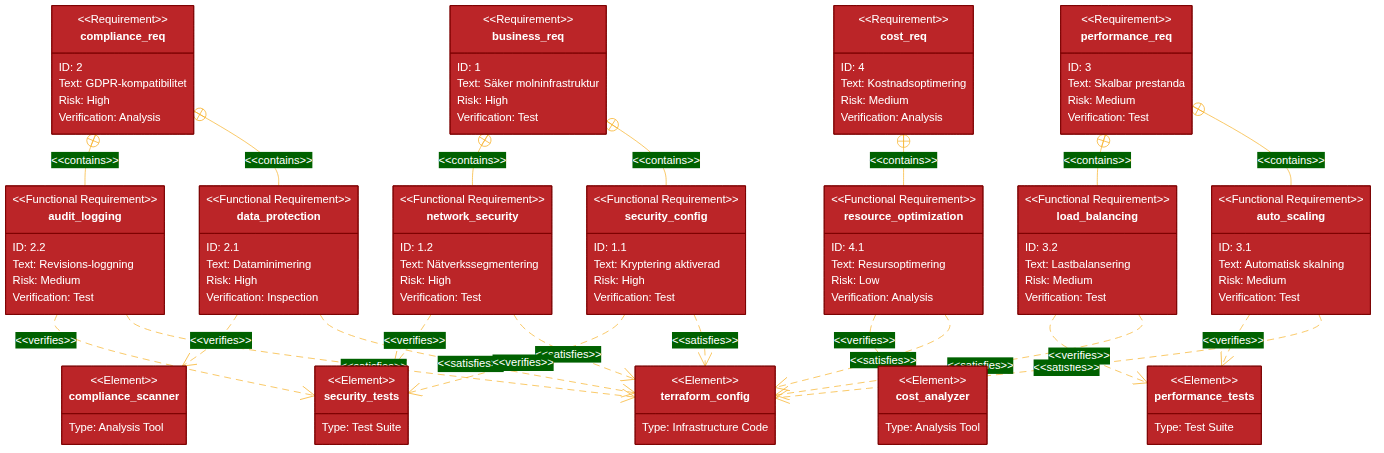 <<Requirement>>
compliance_req
ID: 2
Text: GDPR-kompatibilitet
Risk: High
Verification: Analysis
<<Requirement>>
business_req
ID: 1
Text: Säker molninfrastruktur
Risk: High
Verification: Test
<<Requirement>>
cost_req
ID: 4
Text: Kostnadsoptimering
Risk: Medium
Verification: Analysis
<<Requirement>>
performance_req
ID: 3
Text: Skalbar prestanda
Risk: Medium
Verification: Test
<<contains>>
<<contains>>
<<contains>>
<<contains>>
<<contains>>
<<contains>>
<<contains>>
<<Functional Requirement>>
audit_logging
ID: 2.2
Text: Revisions-loggning
Risk: Medium
Verification: Test
<<Functional Requirement>>
data_protection
ID: 2.1
Text: Dataminimering
Risk: High
Verification: Inspection
<<Functional Requirement>>
network_security
ID: 1.2
Text: Nätverkssegmentering
Risk: High
Verification: Test
<<Functional Requirement>>
security_config
ID: 1.1
Text: Kryptering aktiverad
Risk: High
Verification: Test
<<Functional Requirement>>
resource_optimization
ID: 4.1
Text: Resursoptimering
Risk: Low
Verification: Analysis
<<Functional Requirement>>
load_balancing
ID: 3.2
Text: Lastbalansering
Risk: Medium
Verification: Test
<<Functional Requirement>>
auto_scaling
ID: 3.1
Text: Automatisk skalning
Risk: Medium
Verification: Test
<<verifies>>
<<verifies>>
<<verifies>>
<<satisfies>>
<<verifies>>
<<verifies>>
<<satisfies>>
<<satisfies>>
<<verifies>>
<<satisfies>>
<<satisfies>>
<<satisfies>>
<<verifies>>
<<satisfies>>
<<Element>>
compliance_scanner
Type: Analysis Tool
<<Element>>
security_tests
Type: Test Suite
<<Element>>
terraform_config
Type: Infrastructure Code
<<Element>>
cost_analyzer
Type: Analysis Tool
<<Element>>
performance_tests
Type: Test Suite